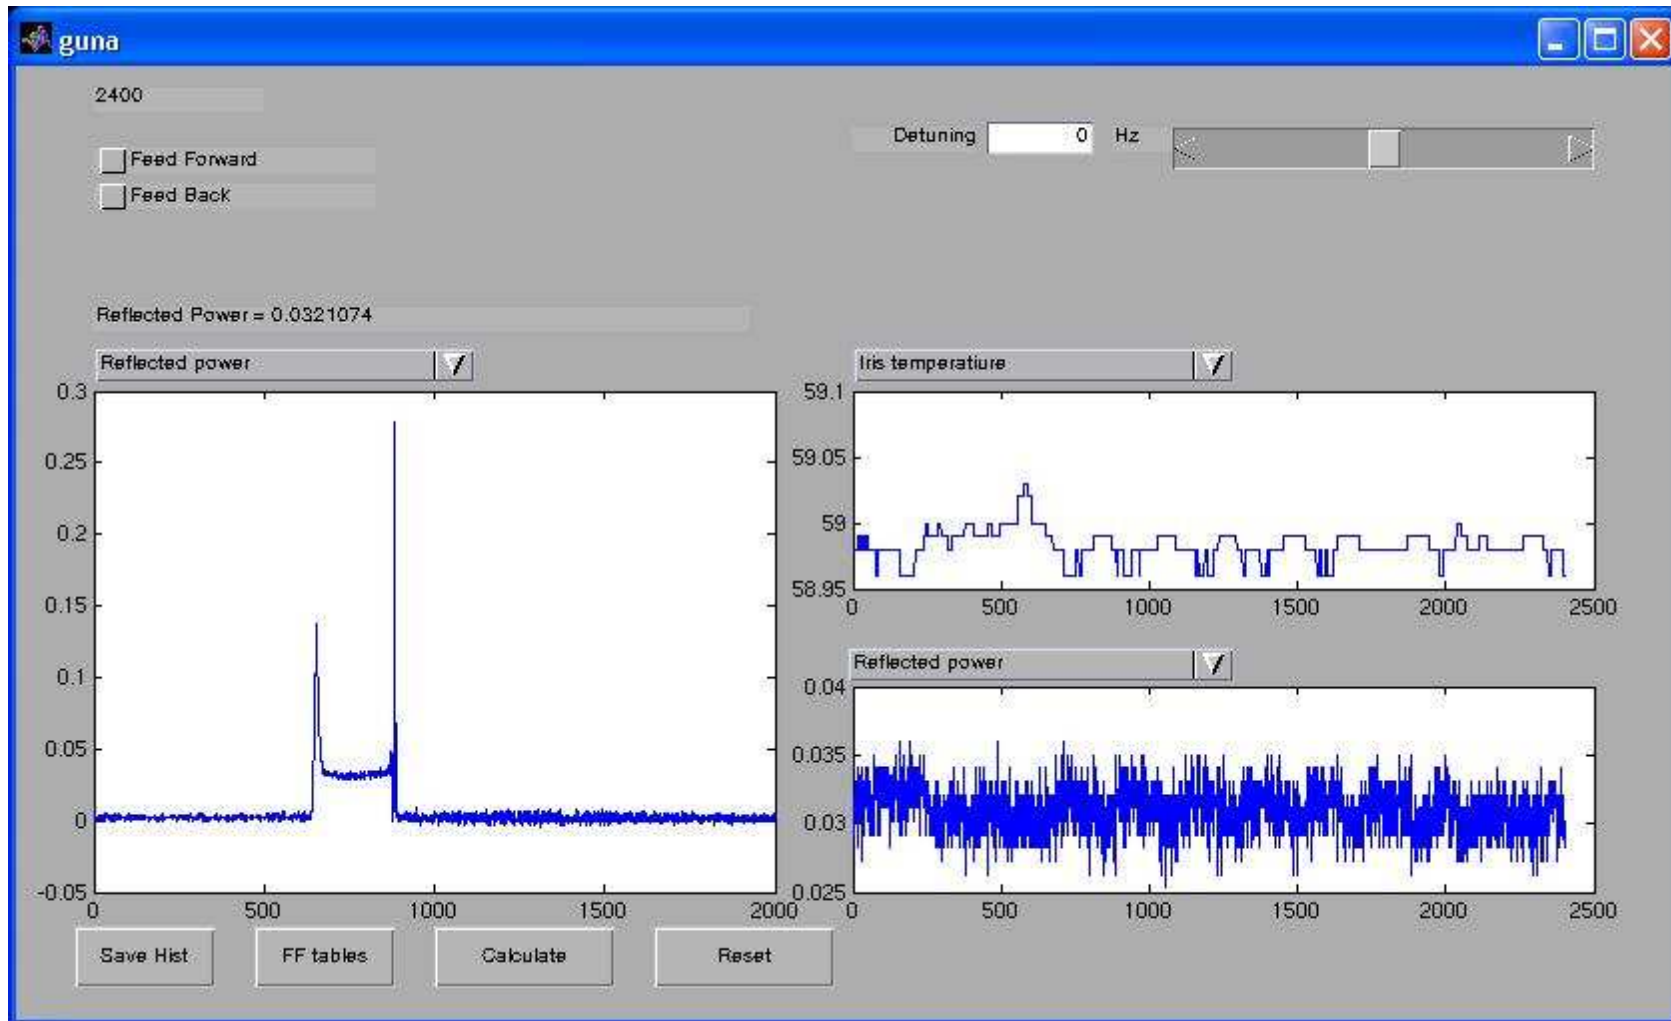 guna
2400
Detuning 0 Hz
Feed Forward
Feed Back
Reflected Power = 0.0321074
Reflected power
0.3
0.25
0.2
0.15
0.1
0.05
0
-0.05
0 500 1000 1500 2000
Iris temperatiure
59.1
59.05
59
58.95
0 500 1000 1500 2000 2500
Reflected power
0.04
0.035
0.03
0.025
0 500 1000 1500 2000 2500
Save Hist FF tables Calculate Reset